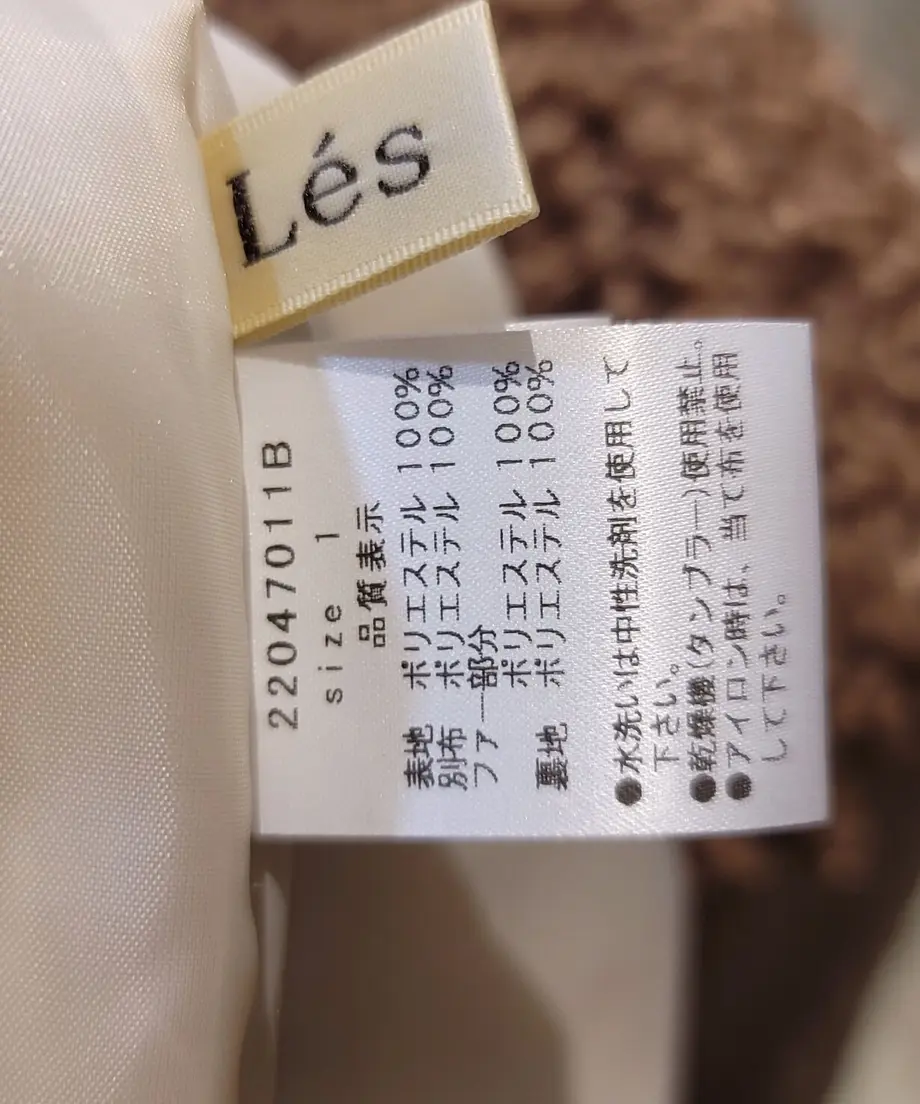 Lés
2204701 1B
size 1
品質表示
表地 ポリエステル 100%
別布 ポリエステル 100%
ファー部分
ポリエステル 100%
裏地 ポリエステル 100%
●水洗いは中性洗剤を使用して
下さい。
●乾燥機(タンブラー)使用禁止。
●アイロン時は、当て布を使用
して下さい。